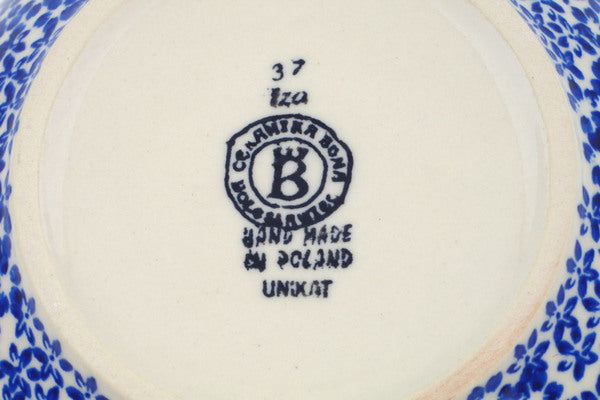 37
Iza
CERAMIKA BONA
B
BOLESŁAWIEC
HAND MADE
IN POLAND
UNIKAT